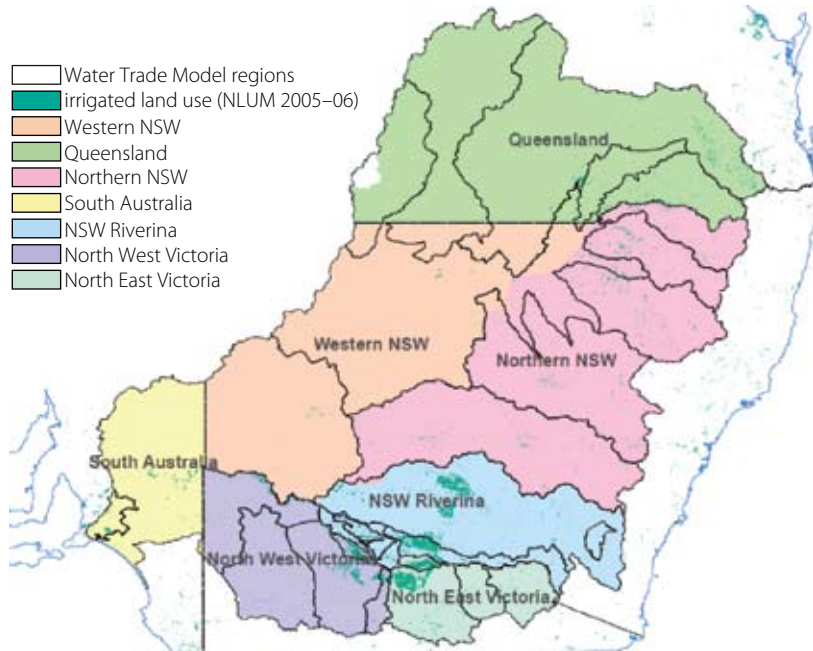 Water Trade Model regions
irrigated land use (NLUM 2005–06)
Western NSW
Queensland
Northern NSW
South Australia
NSW Riverina
North West Victoria
North East Victoria
Queensland
Western NSW
Northern NSW
South Australia
NSW Riverina
North West Victoria
North East Victoria